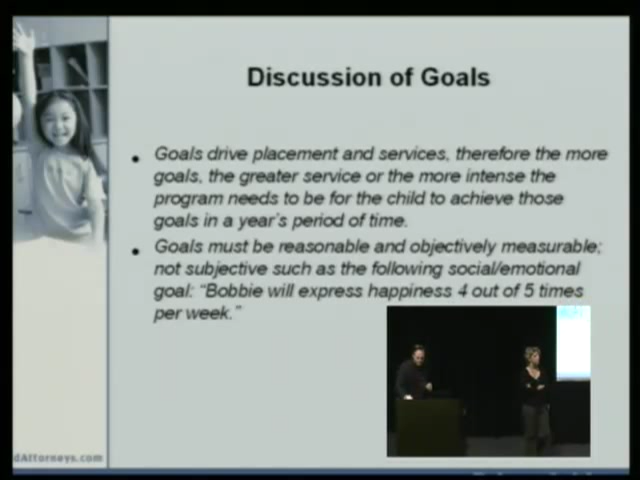 Discussion of Goals
• Goals drive placement and services, therefore the more
goals, the greater service or the more intense the
program needs to be for the child to achieve those
goals in a year's period of time.
• Goals must be reasonable and objectively measurable;
not subjective such as the following social/emotional
goal: “Bobbie will express happiness 4 out of 5 times
per week.”
dAttorneys.com